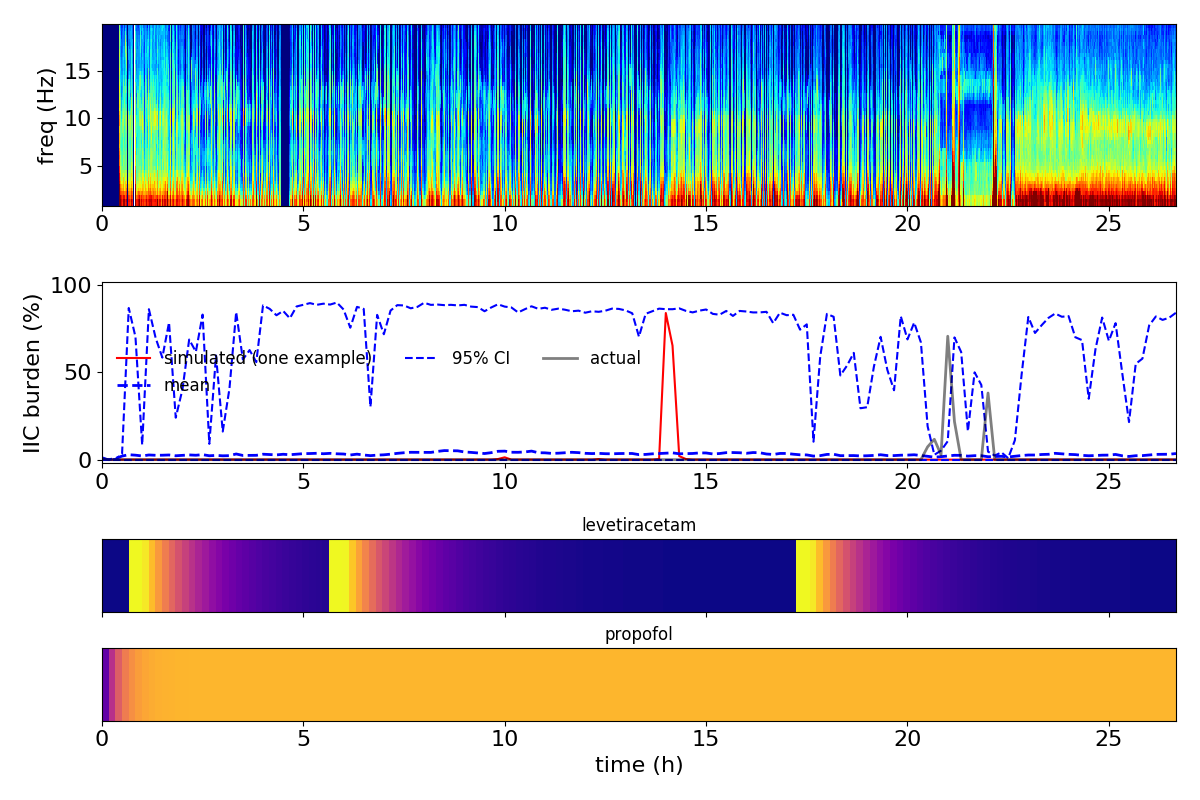 freq (Hz)
15
10
5
0 5 10 15 20 25
IIC burden (%)
100
50
0
simulated (one example) 95% CI actual
mean
0 5 10 15 20 25
levetiracetam
propofol
0 5 10 15 20 25
time (h)